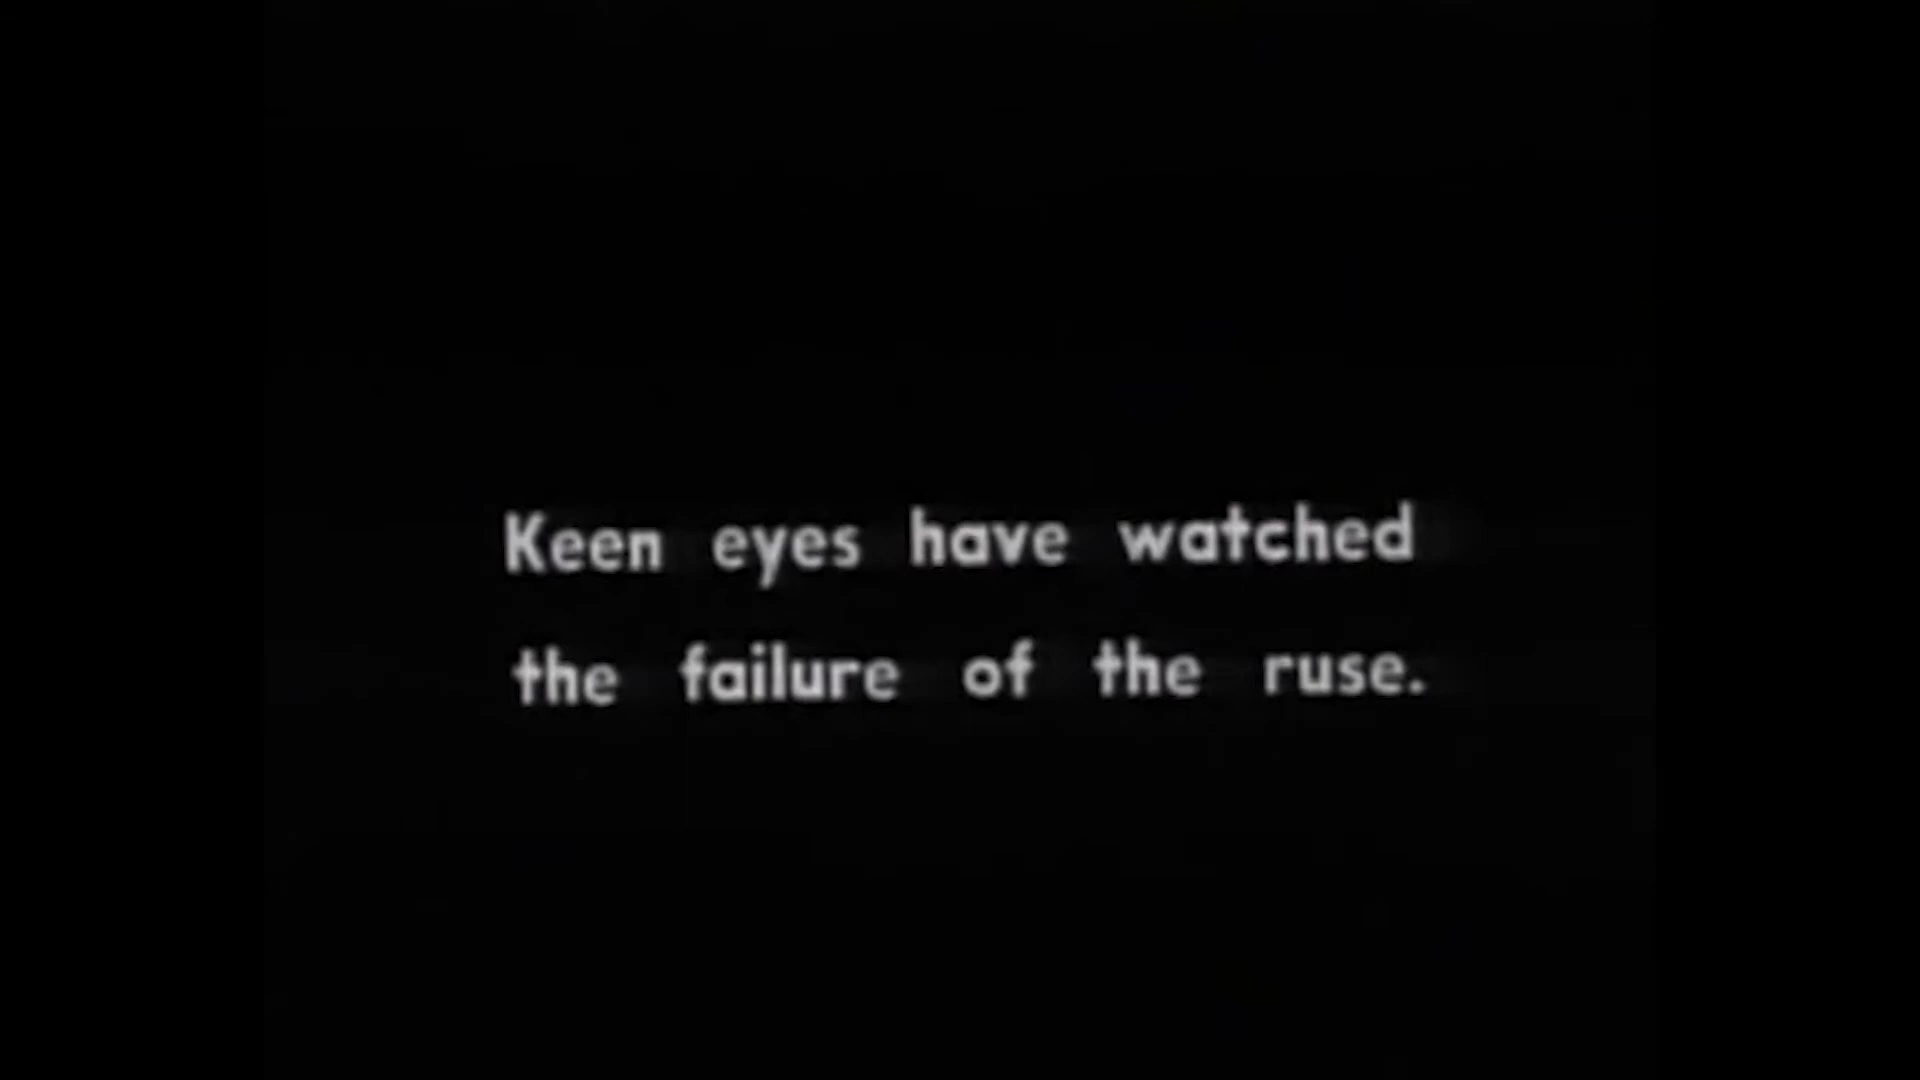 Keen eyes have watched
the failure of the ruse.